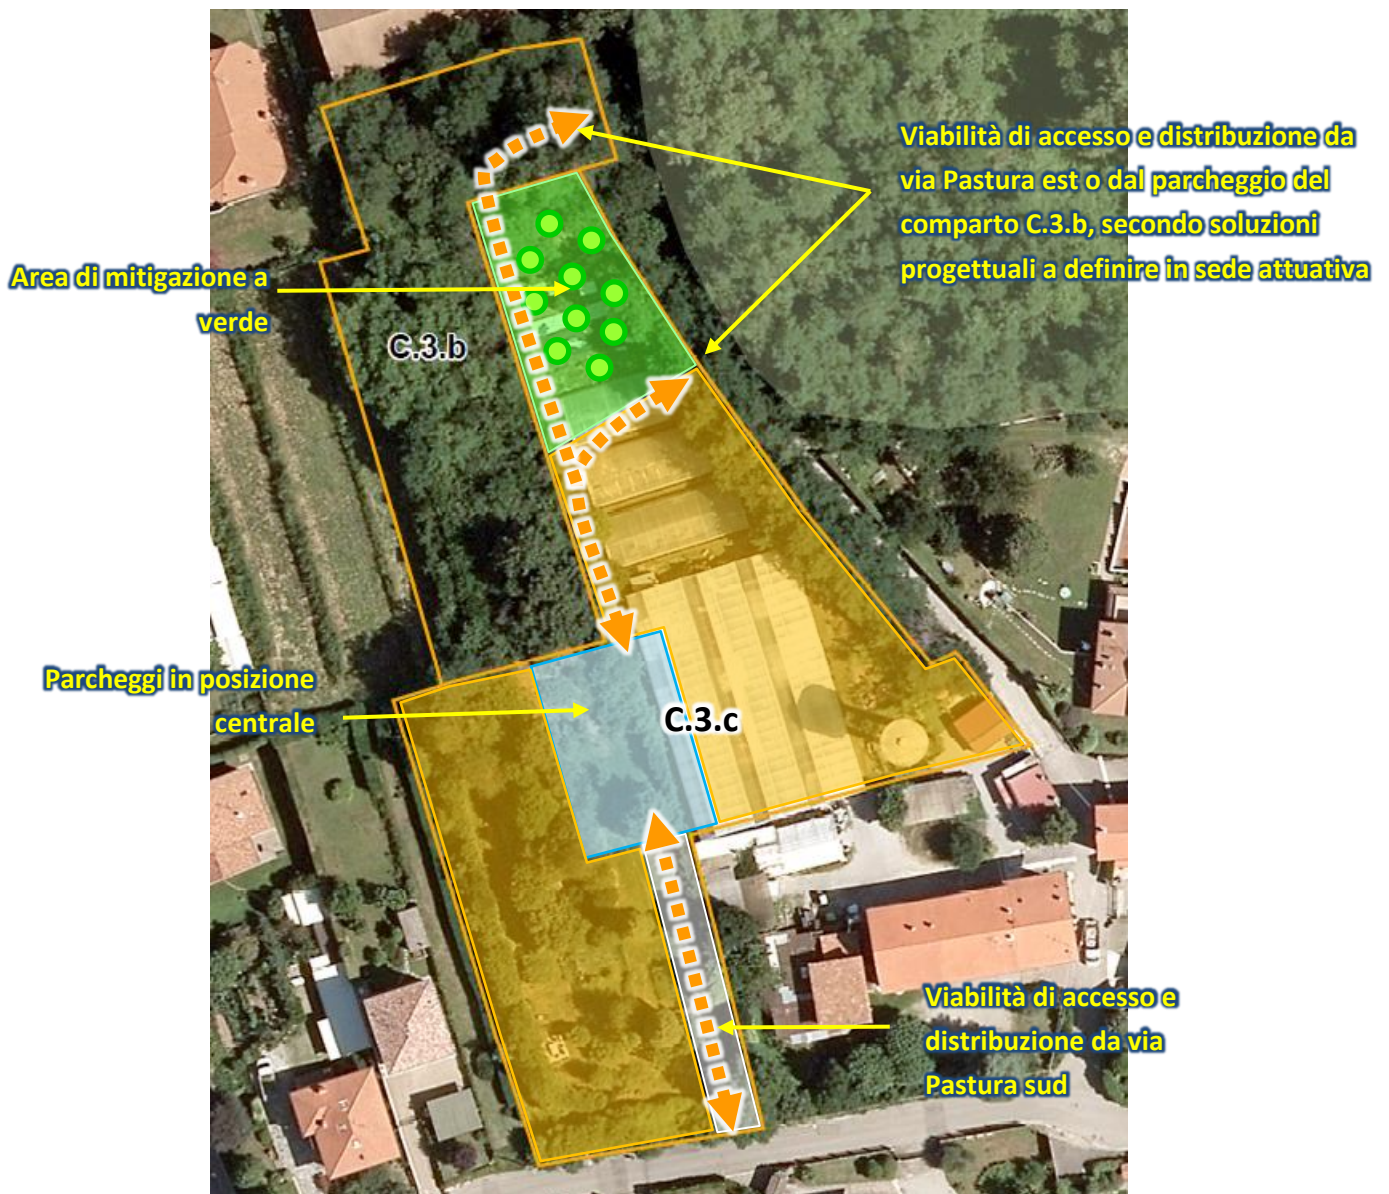 Viabilità di accesso e distribuzione da
via Pastura est o dal parcheggio del
comparto C.3.b, secondo soluzioni
progettuali a definire in sede attuativa
Area di mitigazione a
verde
C.3.b
Parcheggi in posizione
centrale
C.3.c
Viabilità di accesso e
distribuzione da via
Pastura sud